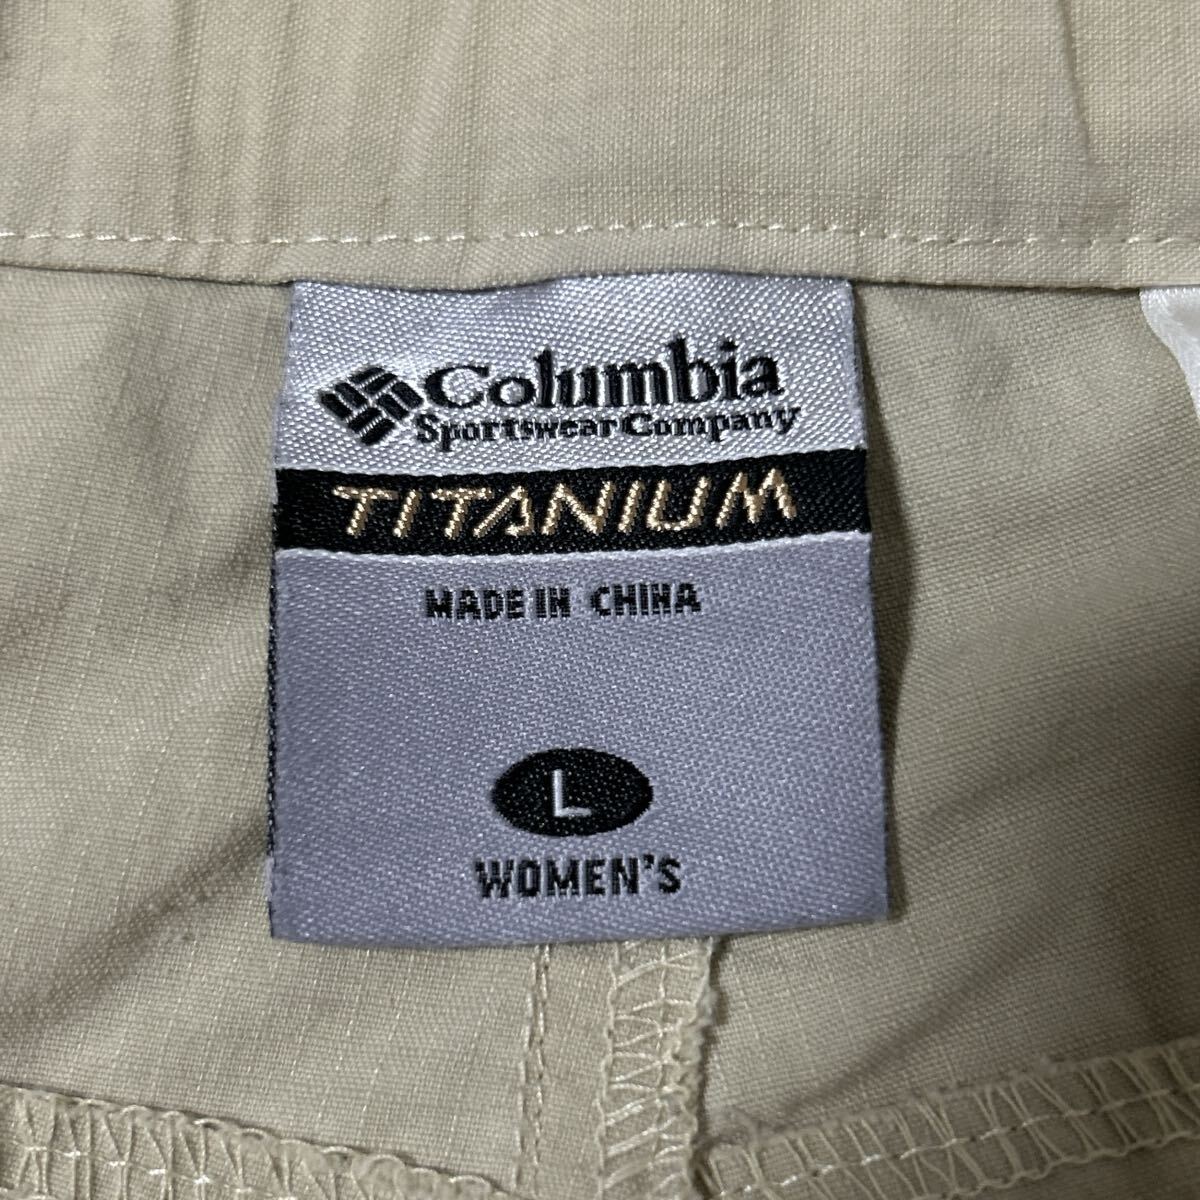 Columbia
Sportswear Company
TITANIUM
MADE IN CHINA
L
WOMEN'S